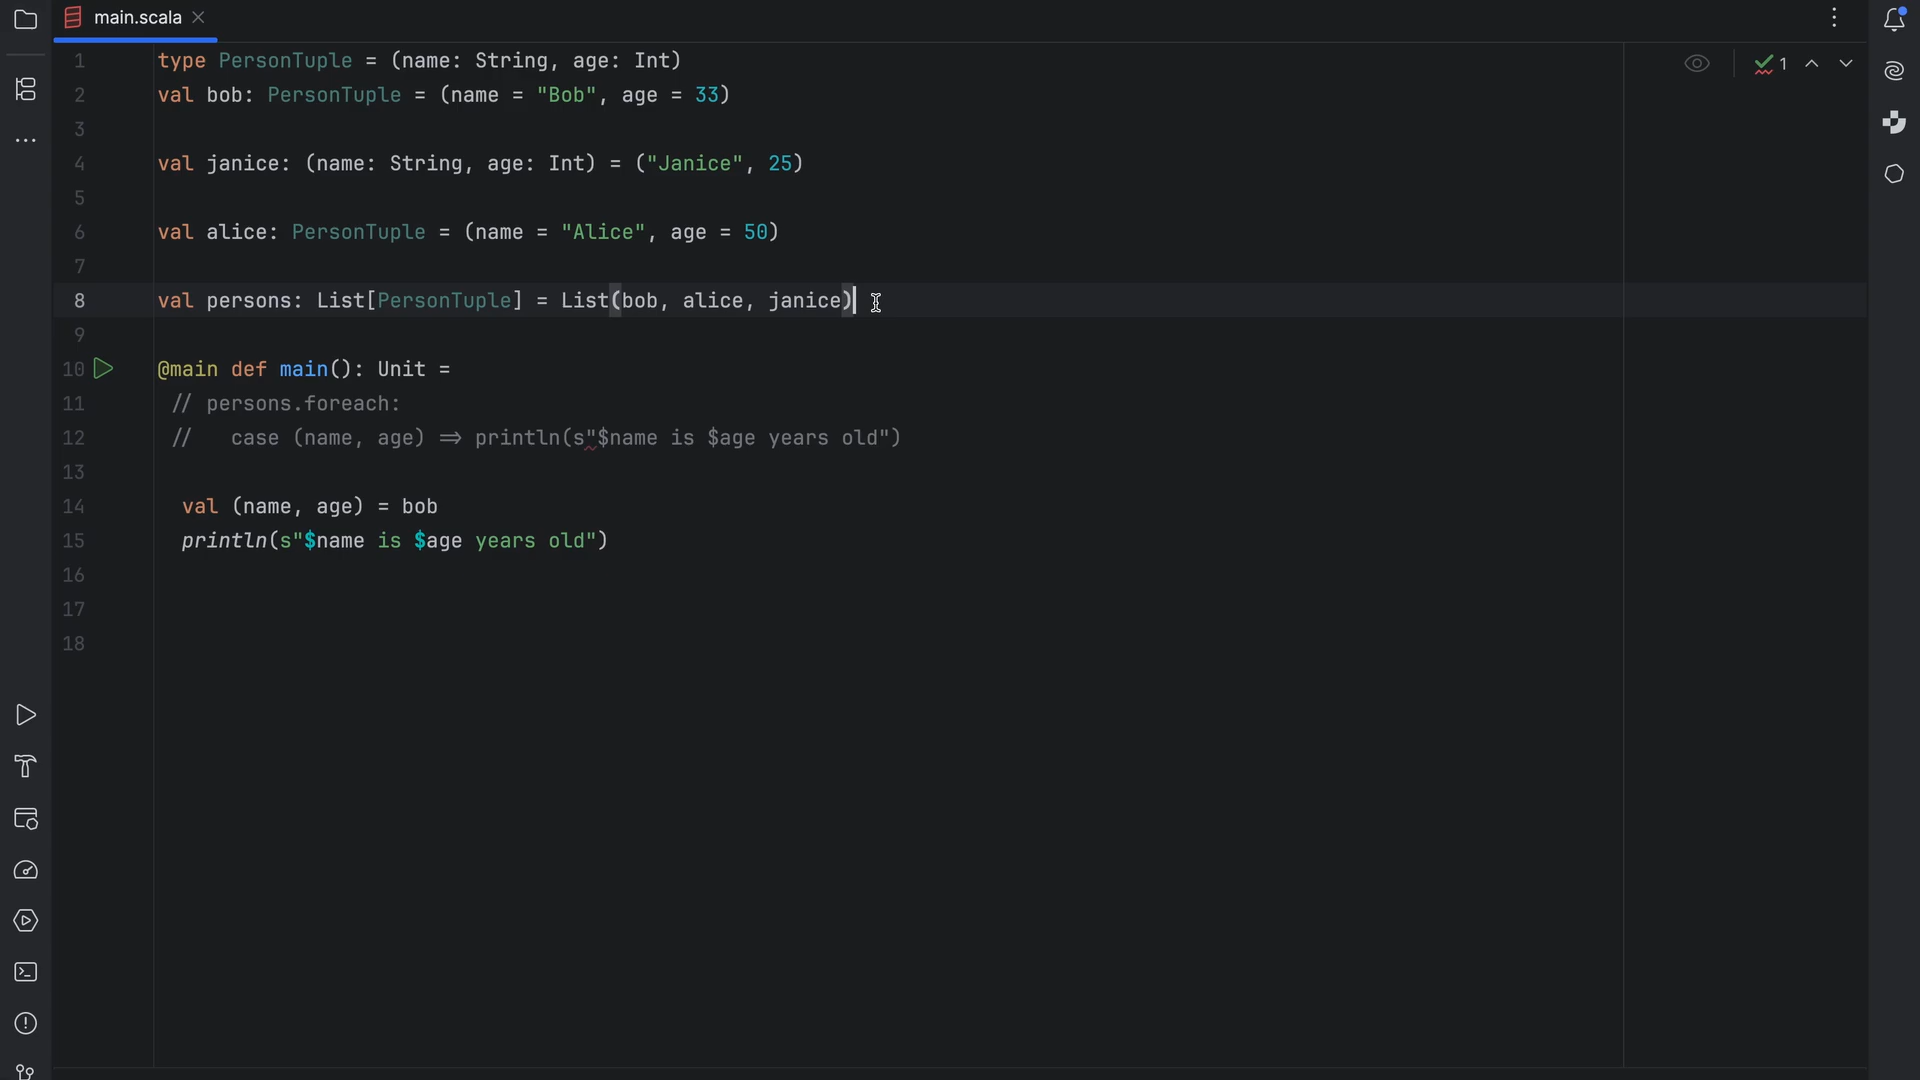 main.scala
1
1 type PersonTuple = (name: String, age: Int)
2 val bob: PersonTuple = (name = "Bob", age = 33)
3
4 val janice: (name: String, age: Int) = ("Janice", 25)
5
6 val alice: PersonTuple = (name = "Alice", age = 50)
7
8 val persons: List[PersonTuple] = List(bob, alice, janice)
9
10 @main def main(): Unit =
11 // persons.foreach:
12 //   case (name, age) => println(s"$name is $age years old")
13
14 val (name, age) = bob
15 println(s"$name is $age years old")
16
17
18